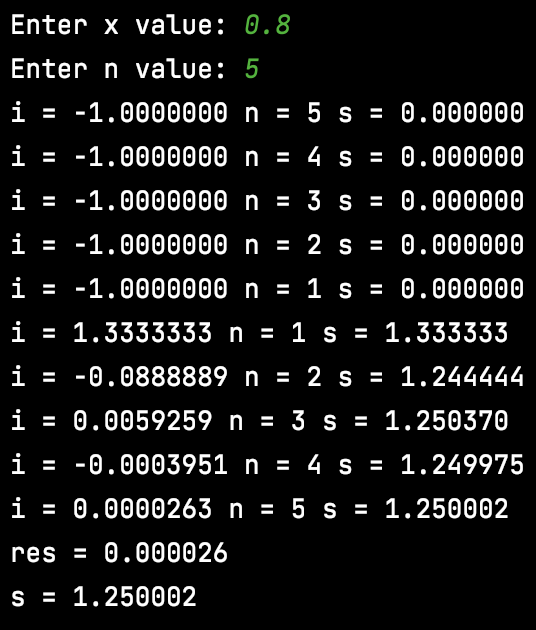 Enter x value: 0.8
Enter n value: 5
i = -1.0000000 n = 5 s = 0.000000
i = -1.0000000 n = 4 s = 0.000000
i = -1.0000000 n = 3 s = 0.000000
i = -1.0000000 n = 2 s = 0.000000
i = -1.0000000 n = 1 s = 0.000000
i = 1.3333333 n = 1 s = 1.333333
i = -0.0888889 n = 2 s = 1.244444
i = 0.0059259 n = 3 s = 1.250370
i = -0.0003951 n = 4 s = 1.249975
i = 0.0000263 n = 5 s = 1.250002
res = 0.000026
s = 1.250002